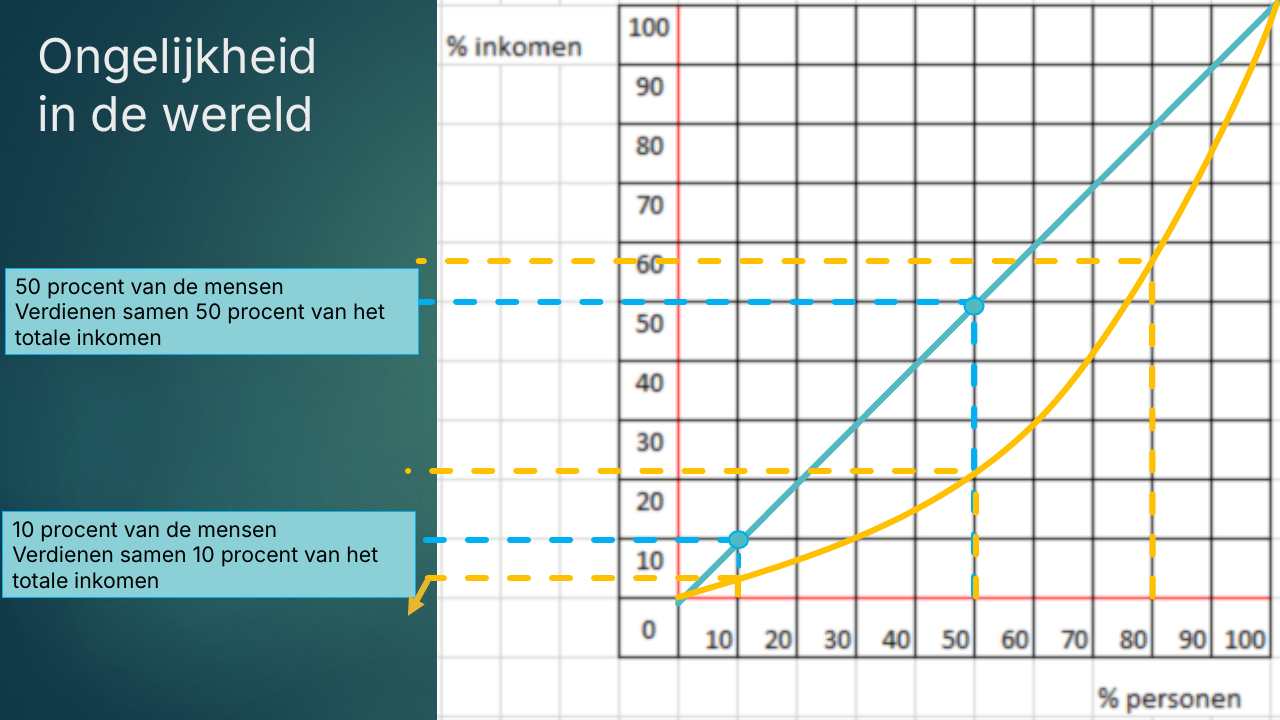 Ongelijkheid
in de wereld
50 procent van de mensen
Verdienen samen 50 procent van het
totale inkomen
10 procent van de mensen
Verdienen samen 10 procent van het
totale inkomen
% inkomen
100
90
80
70
60
50
40
30
20
10
0
10 20 30 40 50 60 70 80 90 100
% personen